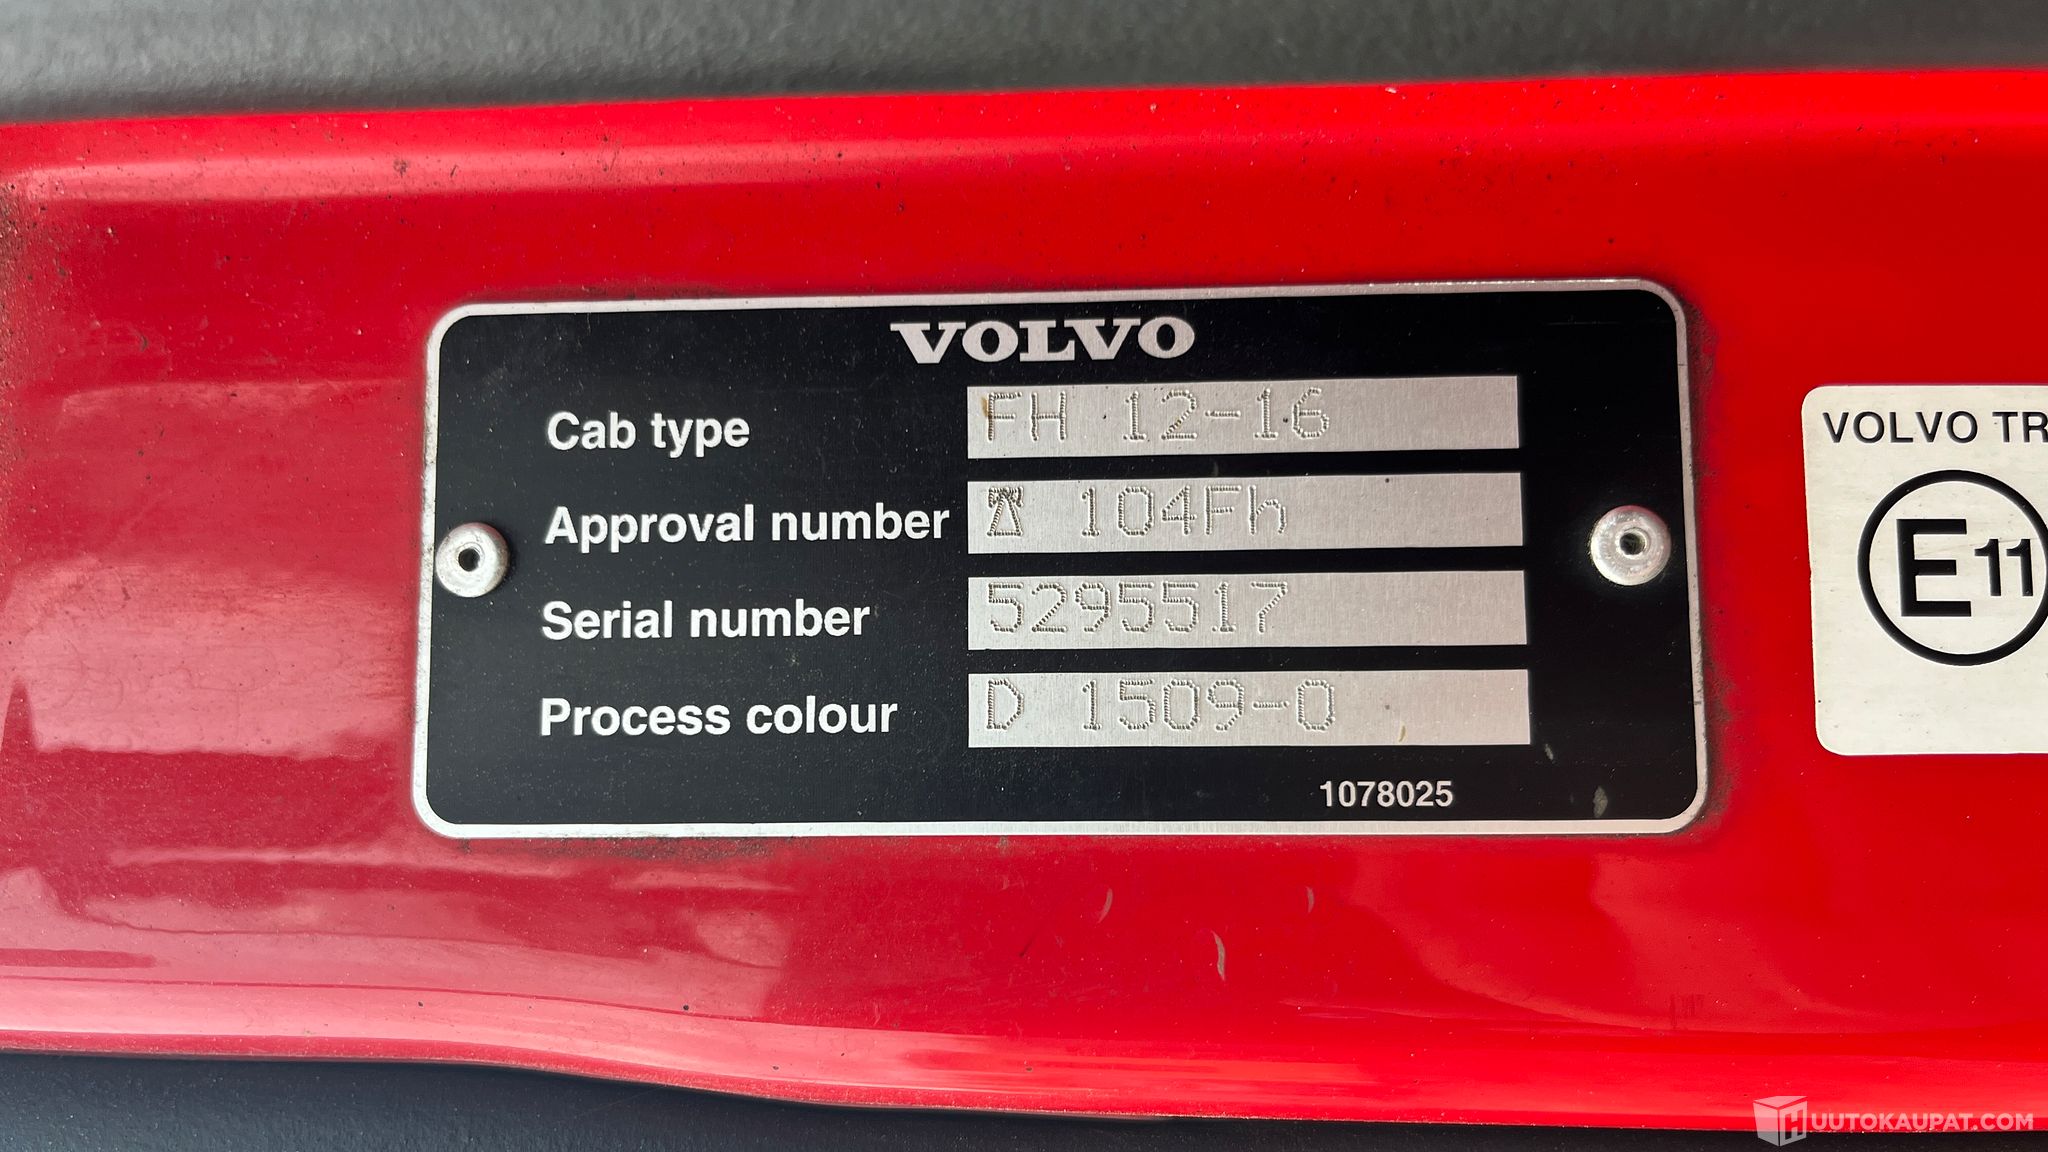 VOLVO
Cab type FH 12-16
Approval number 104Fh
Serial number 5295517
Process colour D 1509-0
1078025
VOLVO TR
E11
HUUTOKAUPAT.COM